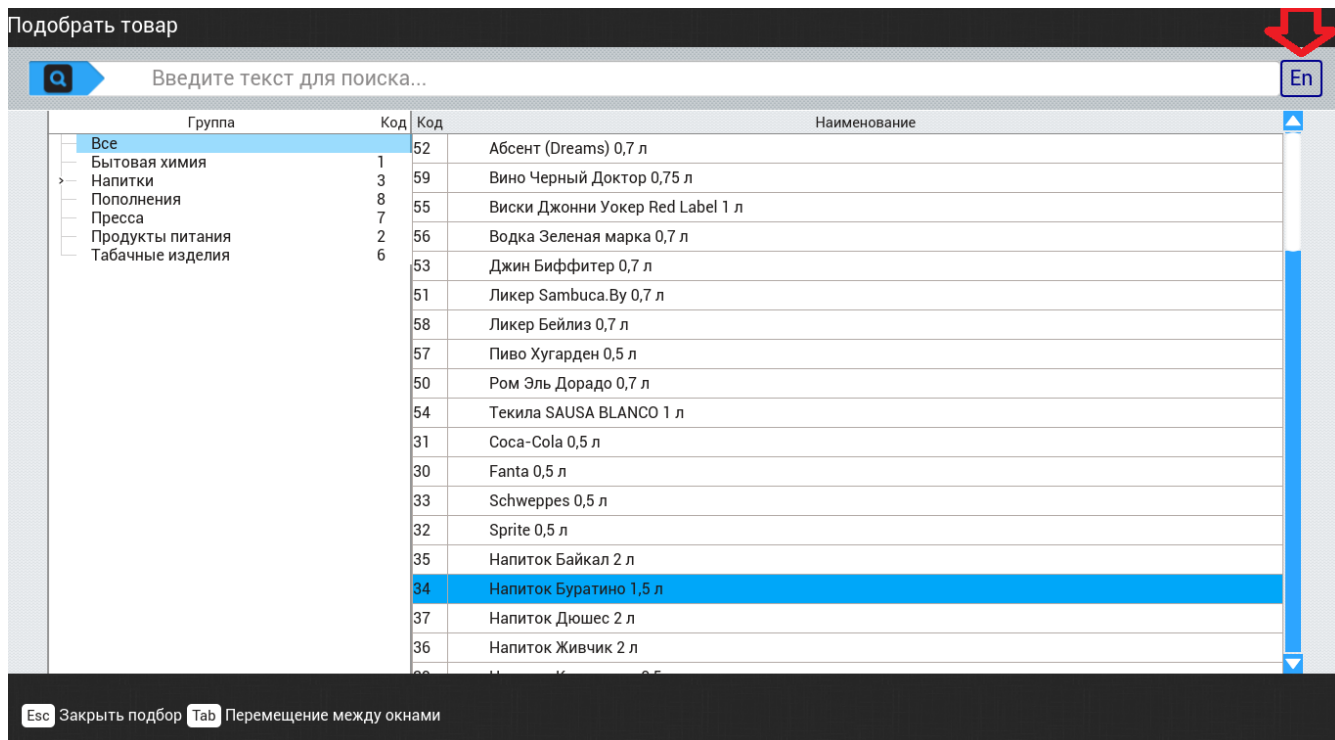 Подобрать товар
Введите текст для поиска...
En
Группа Код Код Наименование
Все
Бытовая химия 1
Напитки 3
Пополнения 8
Пресса 7
Продукты питания 2
Табачные изделия 6
52 Абсент (Dreams) 0,7 л
59 Вино Черный Доктор 0,75 л
55 Виски Джонни Уокер Red Label 1 л
56 Водка Зеленая марка 0,7 л
53 Джин Биффитер 0,7 л
51 Ликер Sambuca.By 0,7 л
58 Ликер Бейлиз 0,7 л
57 Пиво Хугарден 0,5 л
50 Ром Эль Дорадо 0,7 л
54 Текила SAUSA BLANCO 1 л
31 Coca-Cola 0,5 л
30 Fanta 0,5 л
33 Schweppes 0,5 л
32 Sprite 0,5 л
35 Напиток Байкал 2 л
34 Напиток Буратино 1,5 л
37 Напиток Дюшес 2 л
36 Напиток Живчик 2 л
Esc Закрыть подбор Tab Перемещение между окнами